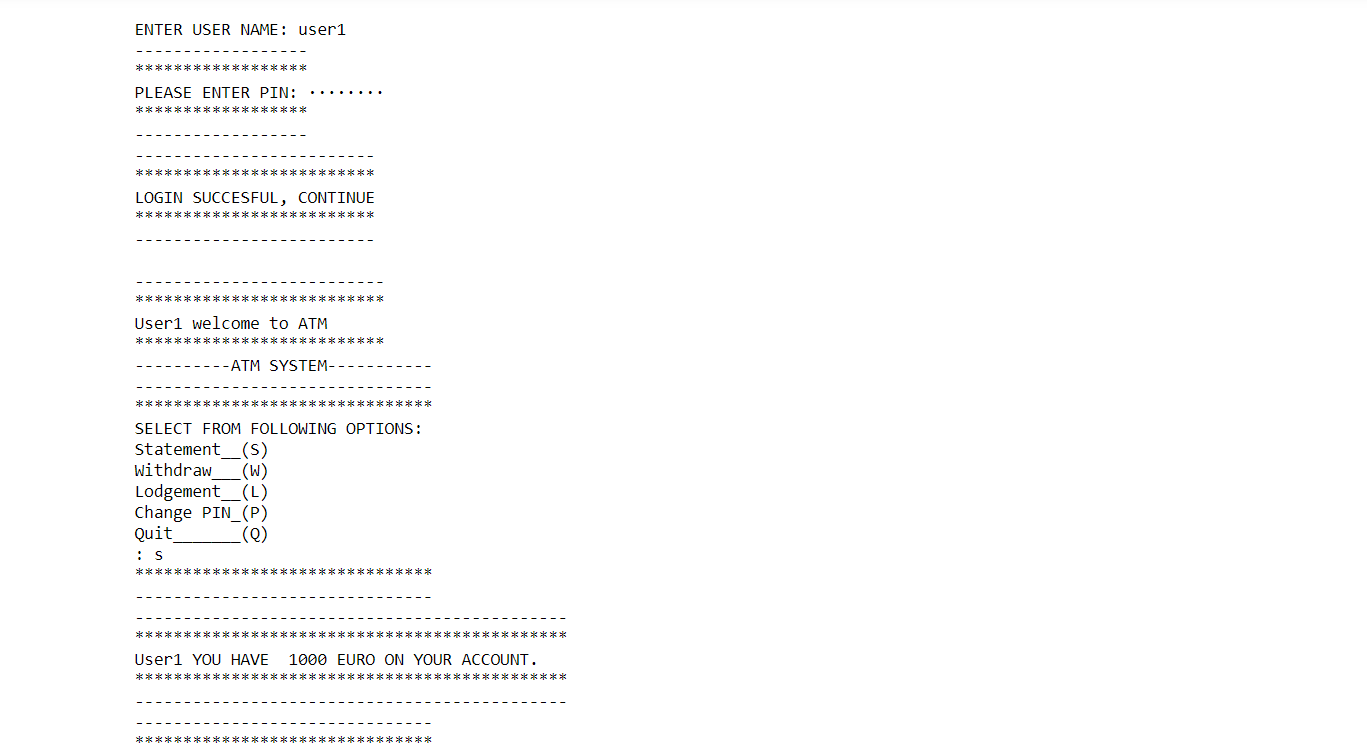 ENTER USER NAME: user1
------------------
******************
PLEASE ENTER PIN: ········
******************
------------------
-------------------------
*************************
LOGIN SUCCESFUL, CONTINUE
*************************
-------------------------
--------------------------
**************************
User1 welcome to ATM
**************************
----------ATM SYSTEM-----------
-------------------------------
*******************************
SELECT FROM FOLLOWING OPTIONS:
Statement__(S)
Withdraw___(W)
Lodgement__(L)
Change PIN_(P)
Quit_______(Q)
: s
*******************************
-------------------------------
---------------------------------------------
*********************************************
User1 YOU HAVE  1000 EURO ON YOUR ACCOUNT.
*********************************************
---------------------------------------------
-------------------------------
*******************************